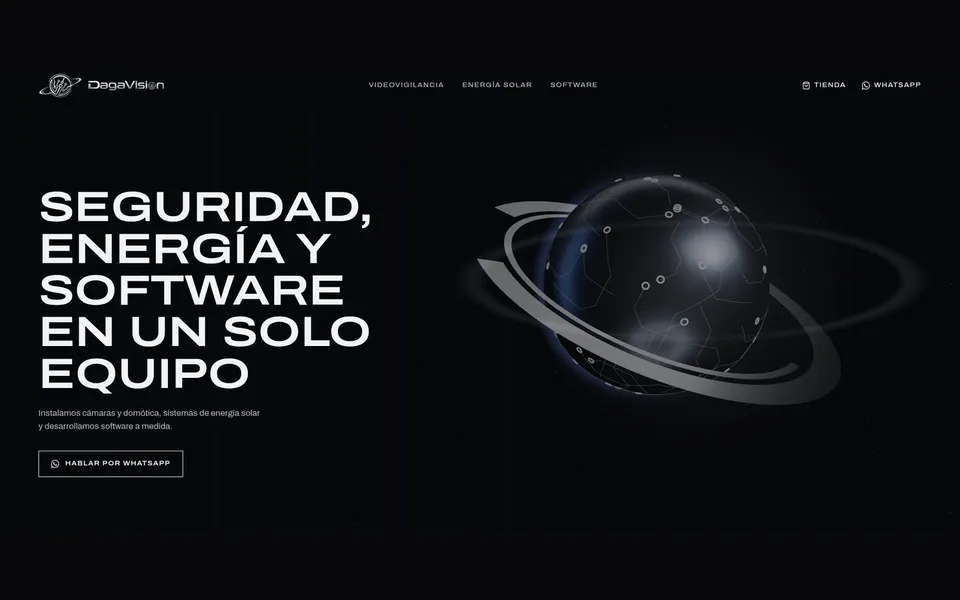 DagaVision
VIDEOVIGILANCIA
ENERGÍA SOLAR
SOFTWARE
TIENDA
WHATSAPP
SEGURIDAD,
ENERGÍA Y
SOFTWARE
EN UN SOLO
EQUIPO
Instalamos cámaras y domótica, sistemas de energía solar
y desarrollamos software a medida.
HABLAR POR WHATSAPP